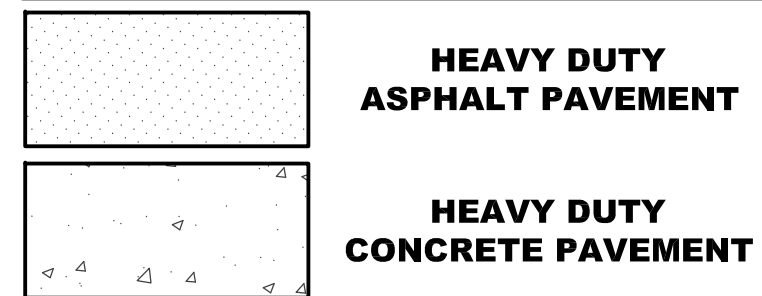 HEAVY DUTY
ASPHALT PAVEMENT
HEAVY DUTY
CONCRETE PAVEMENT